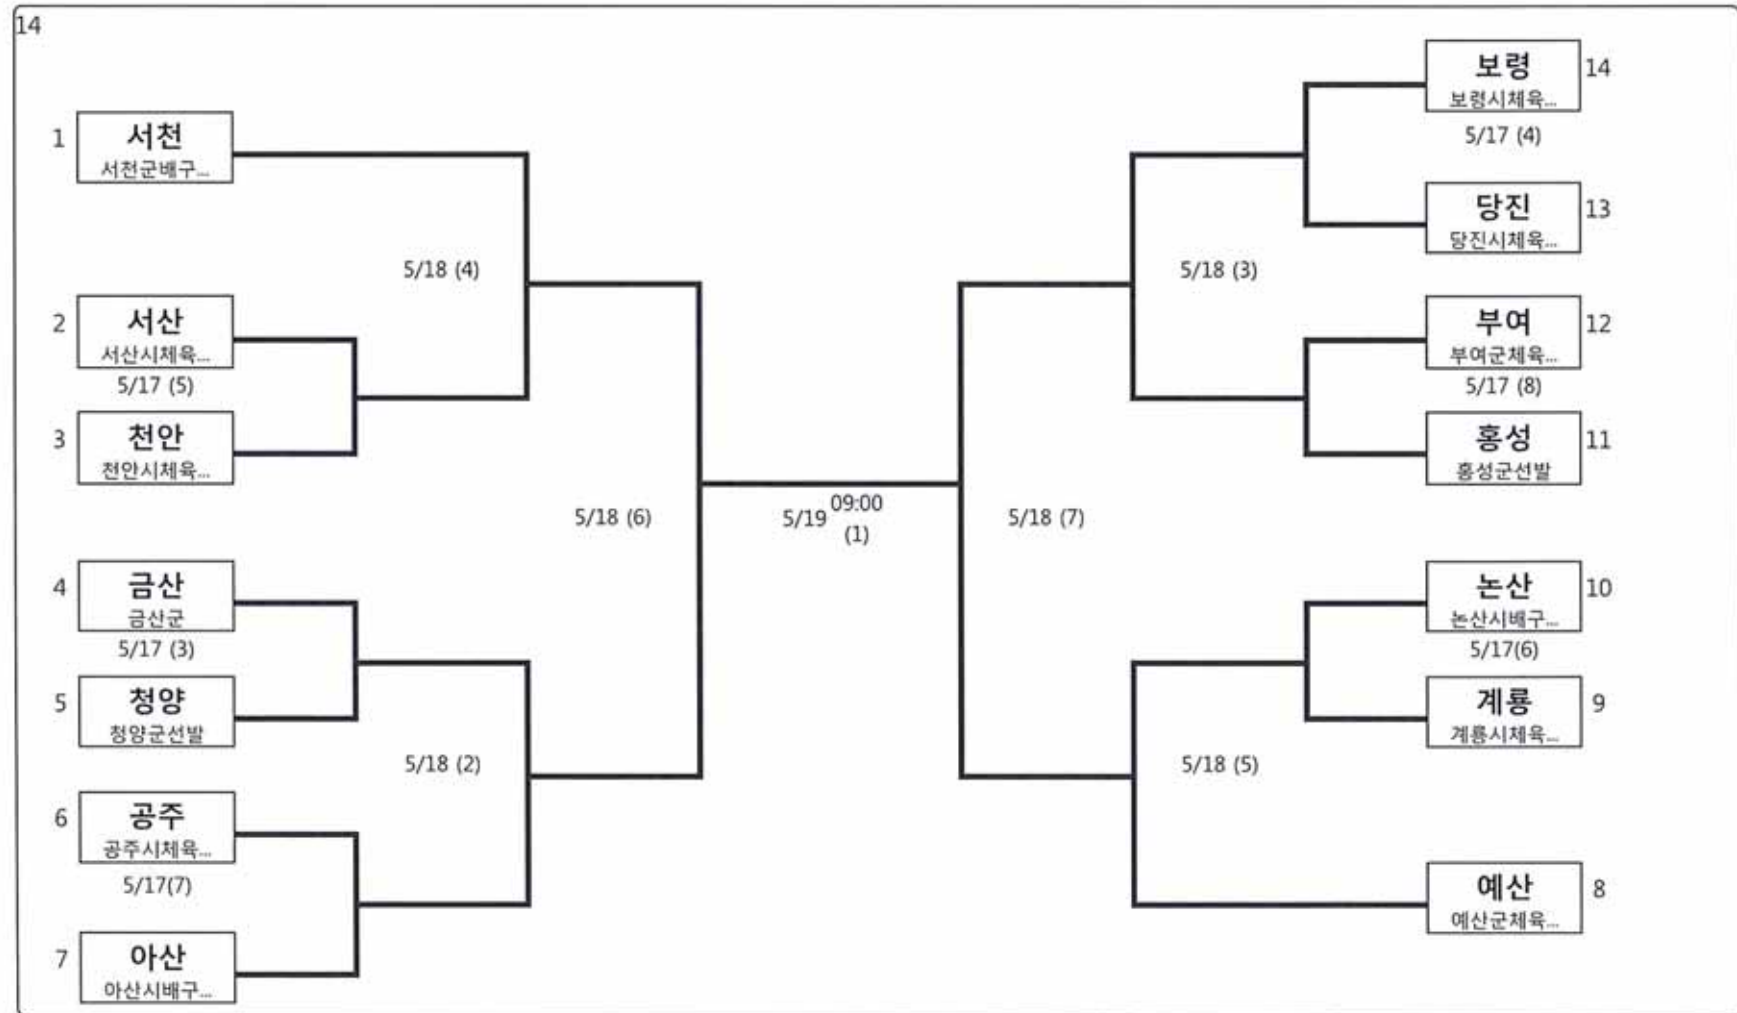 14
1
서천
서천군배구...
2
서산
서산시체육...
5/17 (5)
3
천안
천안시체육...
5/18 (4)
4
금산
금산군
5/17 (3)
5
청양
청양군선발
5/18 (2)
6
공주
공주시체육...
5/17(7)
7
아산
아산시배구...
5/18 (6)
5/19 09:00
(1)
5/18 (7)
보령
보령시체육...
14
5/17 (4)
당진
당진시체육...
13
5/18 (3)
부여
부여군체육...
12
5/17 (8)
홍성
홍성군선발
11
논산
논산시배구...
10
5/17(6)
계룡
계룡시체육...
9
5/18 (5)
예산
예산군체육...
8